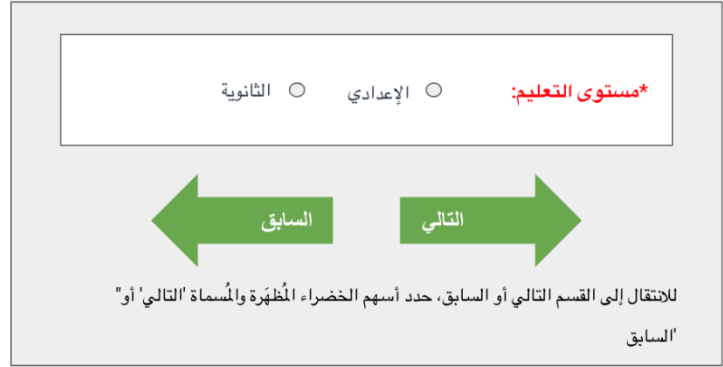 *مستوى التعليم: الإعدادي الثانوية
التالي
السابق
للانتقال إلى القسم التالي أو السابق، حدد أسهم الخضراء المُظهَرة والمُسماة 'التالي' أو"
'السابق